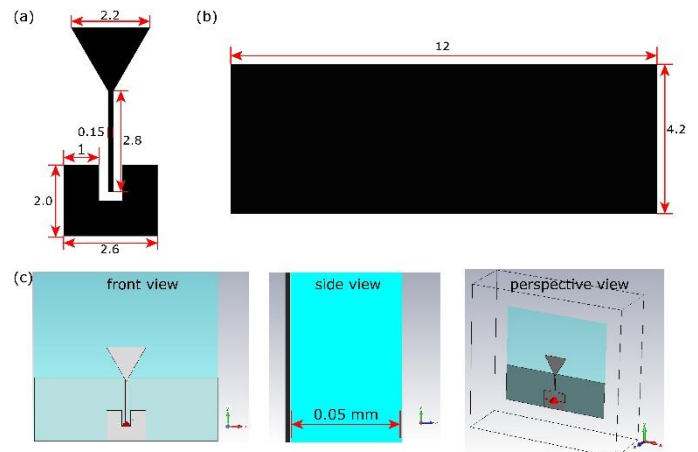 (a)
2.2
(b)
12
4.2
0.15
2.8
1
2.0
2.6
(c)
front view
side view
perspective view
0.05 mm